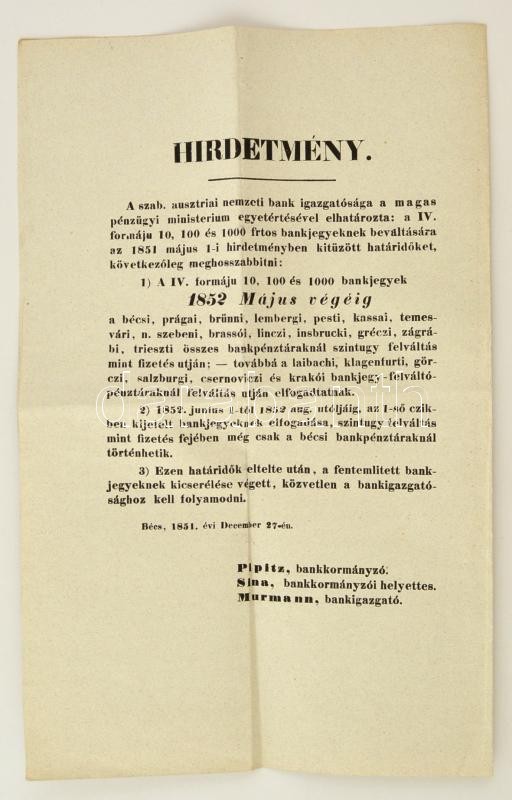 HIRDETMÉNY.
A szab. ausztriai nemzeti bank igazgatósága a magas
pénzügyi ministerium egyetértésével elhatározta: a IV.
formáju 10, 100 és 1000 frtos bankjegyeknek beváltására
az 1851 május 1-i hirdetményben kitüzött határidőket,
következőleg meghosszabbitni:
1) A IV. formáju 10, 100 és 1000 bankjegyek
1852 Május végéig
a bécsi, prágai, brünni, lembergi, pesti, kassai, temes-
vári, n. szebeni, brassói, linczi, insbrucki, gréczi, zágrá-
bi, trieszti összes bankpénztáraknál szintugy felváltás
mint fizetés utján; — továbbá a laibachi, klagenfurti, gör-
czi, salzburgi, csernoviczi és krakói bankjegy-felváltó-
pénztáraknál felváltás utján elfogadtatnak.
2) 1852. junius 1-től 1852 aug. utóljáig, az 1-ső czik-
ben kijelelt bankjegyeknek elfogadása, szintugy felváltás
mint fizetés fejében még csak a bécsi bankpénztáraknál
történhetik.
3) Ezen határidők eltelte után, a fentemlitett bank-
jegyeknek kicserélése végett, közvetlen a bankigazgató-
sághoz kell folyamodni.
Bécs, 1851. évi December 27-én.
Pipitz, bankkormányzó.
Sina, bankkormányzói helyettes.
Murmann, bankigazgató.